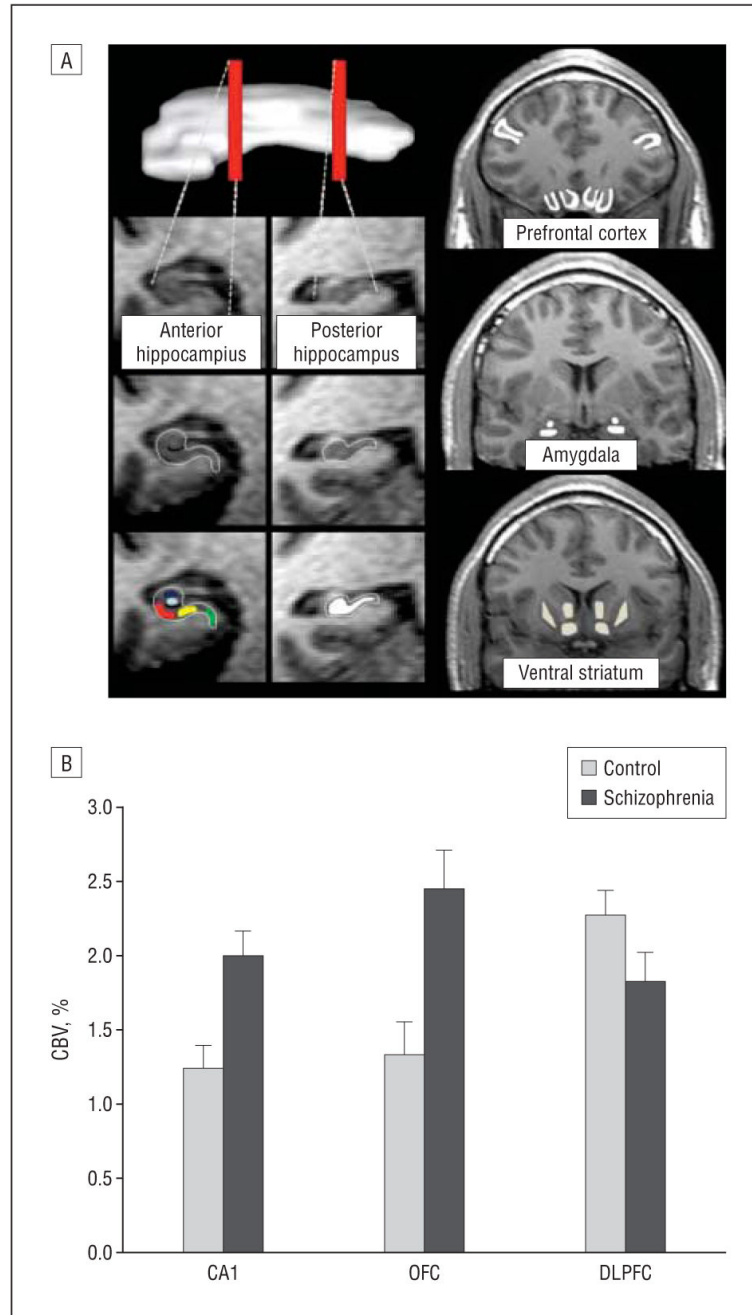 A
Prefrontal cortex
Anterior
hippocampius
Posterior
hippocampus
Amygdala
Ventral striatum
B
Control
Schizophrenia
3.0
2.5
2.0
1.5
1.0
0.5
0.0
CBV, %
CA1
OFC
DLPFC